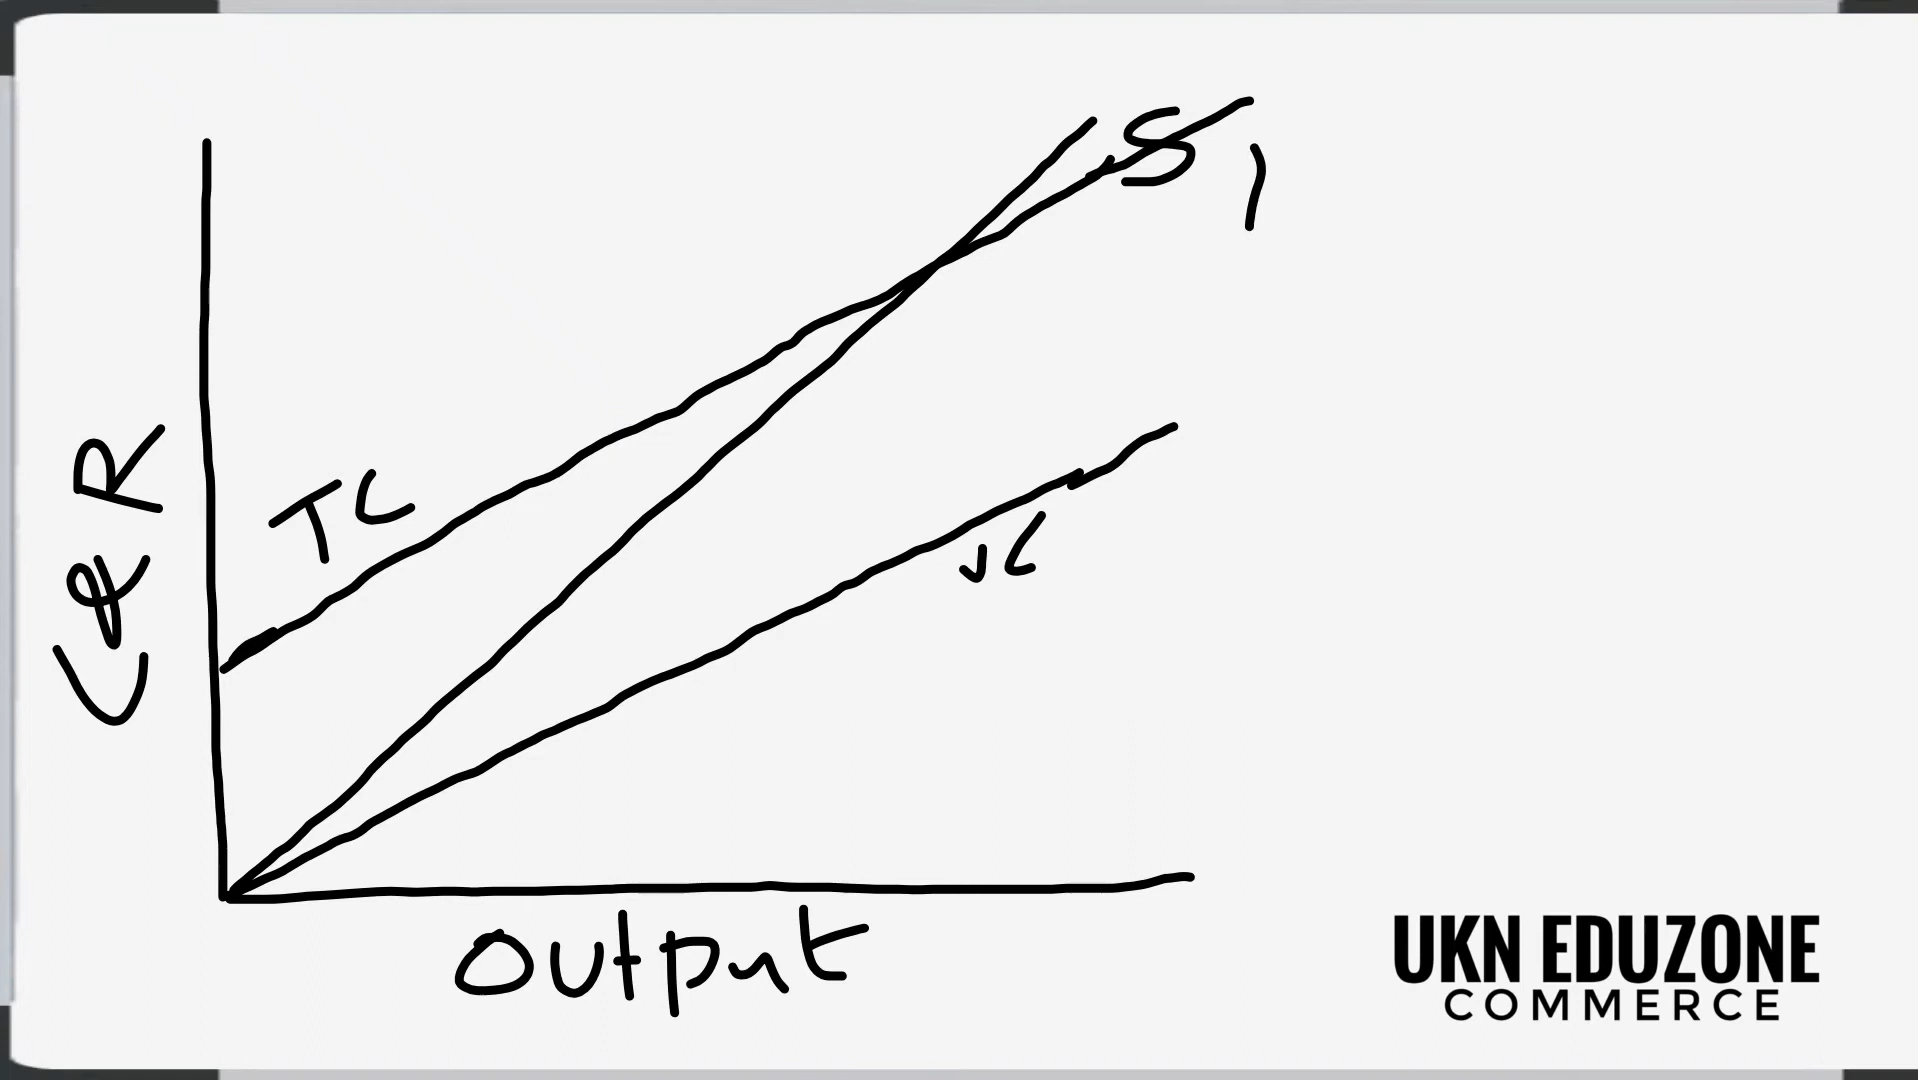 S
TC
C & R
VC
Output
UKN EDUZONE
COMMERCE